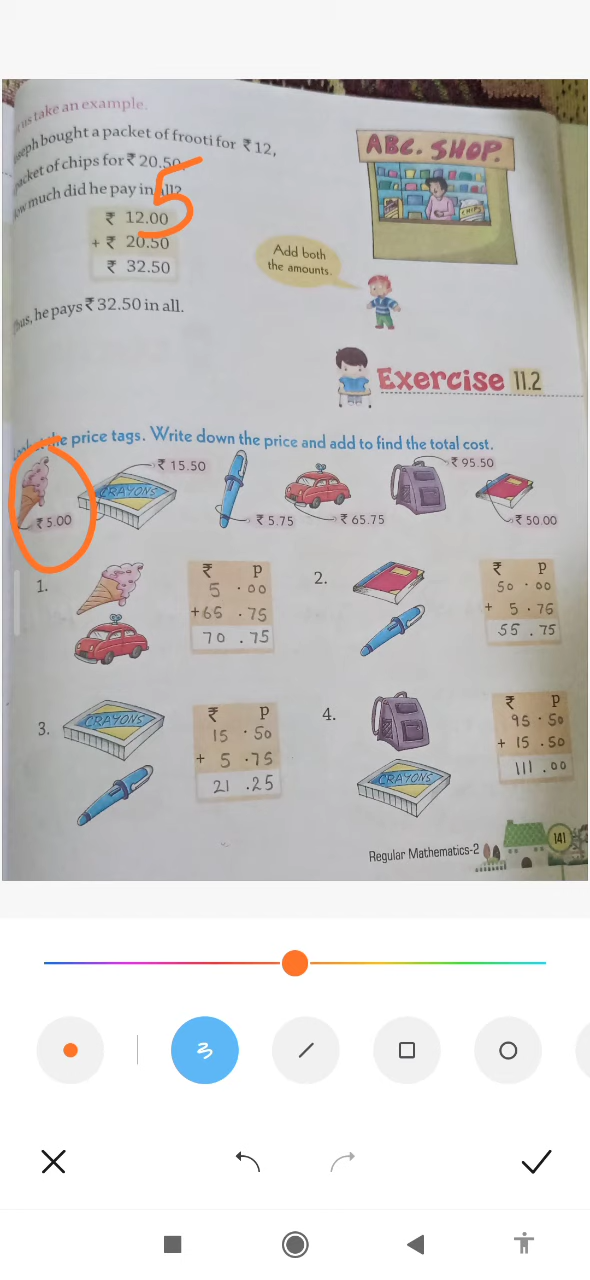 us take an example.
eph bought a packet of frooti for ₹12,
packet of chips for ₹ 20.50.
how much did he pay in all?
5
₹ 12.00
+ ₹ 20.50
₹ 32.50
ABC. SHOP.
CHIPS
Add both
the amounts.
Thus, he pays ₹ 32.50 in all.
Exercise 11.2
the price tags. Write down the price and add to find the total cost.
₹ 5.00
CRAYONS
₹ 15.50
₹ 5.75
₹ 65.75
₹ 95.50
₹ 50.00
1.
₹ P
5 . 00
+65 . 75
70 . 75
2.
₹ P
50 . 00
+ 5 . 75
55 . 75
3.
CRAYONS
₹ P
15 . 50
+ 5 .75
21 .25
4.
CRAYONS
₹ P
95 . 50
+ 15 . 50
111 . 00
Regular Mathematics-2
141